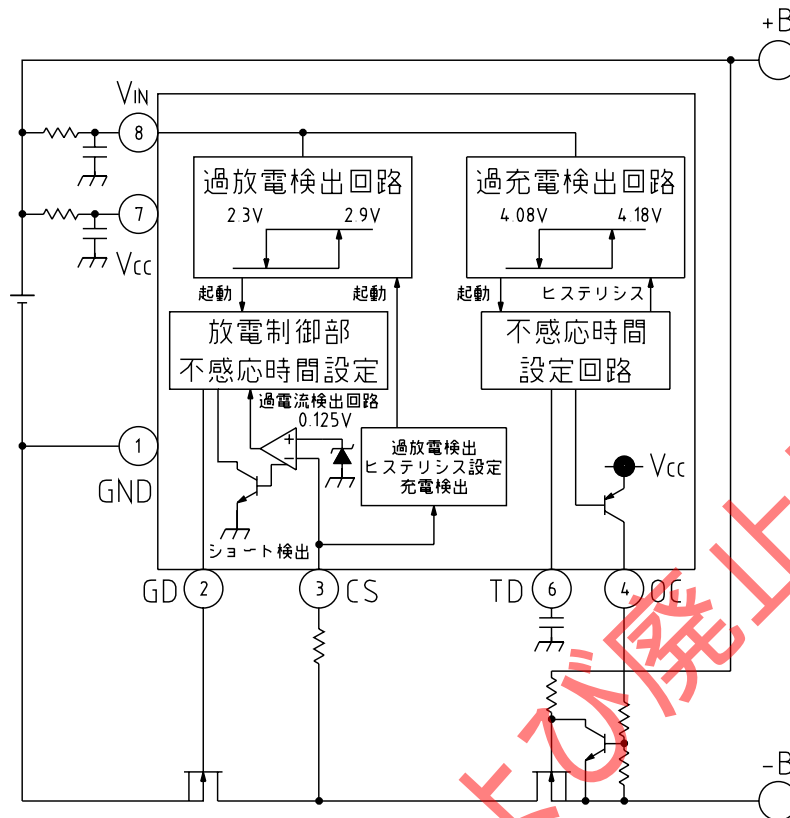 +B
VIN
8
過放電検出回路
2.3V 2.9V
過充電検出回路
4.08V 4.18V
7
Vcc
起動 起動
起動 ヒステリシス
放電制御部
不感応時間設定
不感応時間
設定回路
過電流検出回路
0.125V
+
−
過放電検出
ヒステリシス設定
充電検出
1
GND
Vcc
ショート検出
GD 2
3 CS
TD 6
4 OC
−B
よび廃止